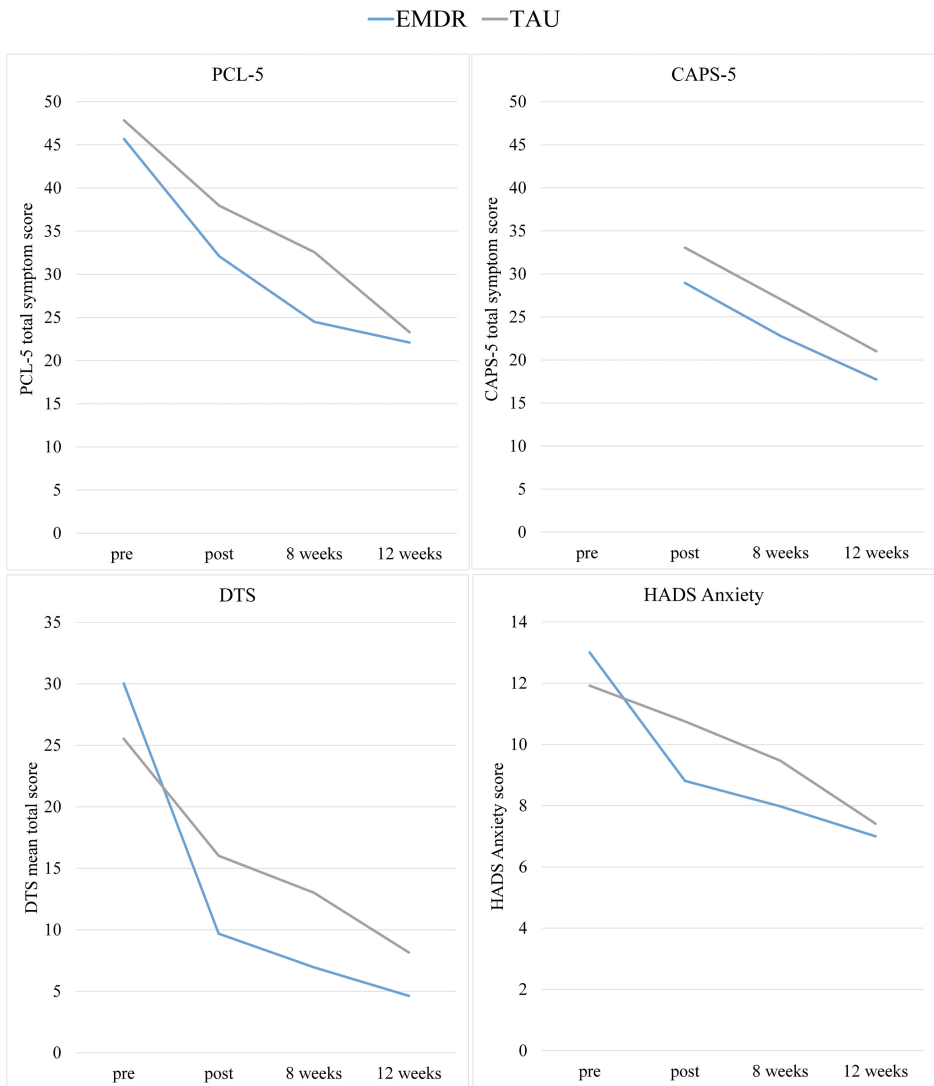 EMDR TAU
PCL-5
50
45
40
35
30
25
20
15
10
5
0
PCL-5 total symptom score
pre post 8 weeks 12 weeks
CAPS-5
50
45
40
35
30
25
20
15
10
5
0
CAPS-5 total symptom score
pre post 8 weeks 12 weeks
DTS
35
30
25
20
15
10
5
0
DTS mean total score
pre post 8 weeks 12 weeks
HADS Anxiety
14
12
10
8
6
4
2
0
HADS Anxiety score
pre post 8 weeks 12 weeks